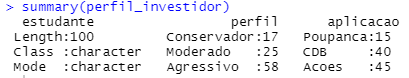 > summary(perfil_investidor)
estudante perfil aplicacao
Length:100 Conservador:17 Poupanca:15
Class :character Moderado :25 CDB :40
Mode :character Agressivo :58 Acoes :45